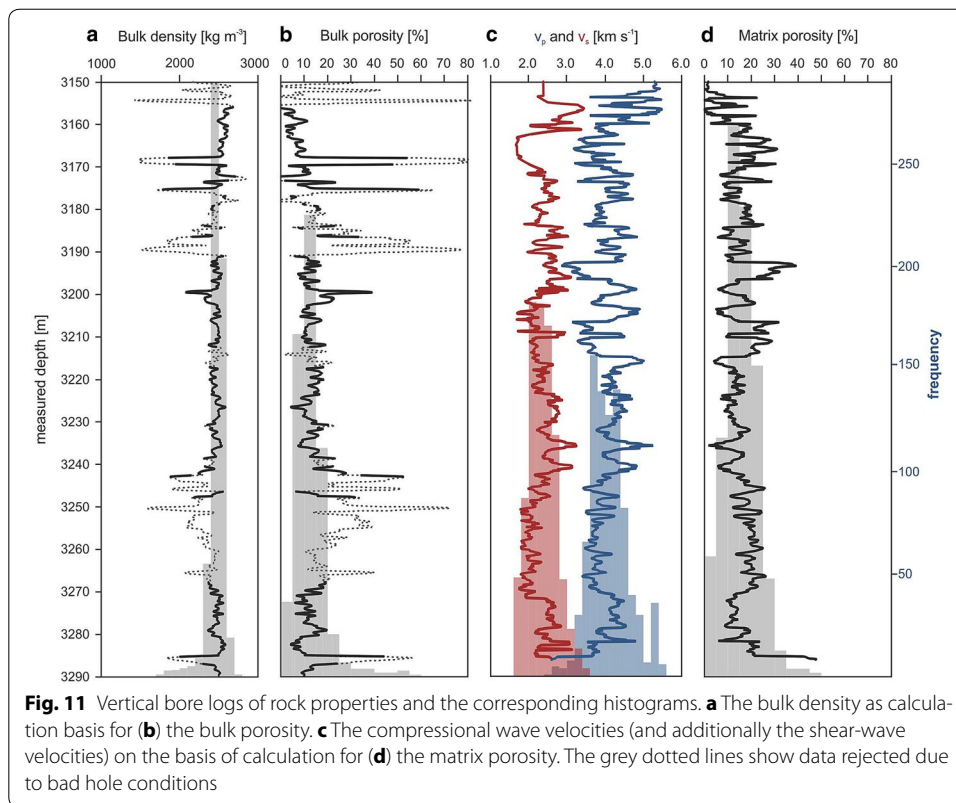 a Bulk density [kg m-3]
b Bulk porosity [%]
c vp and vs [km s-1]
d Matrix porosity [%]
1000 2000 3000
0 10 20 30 40 50 60 70 80
1.0 2.0 3.0 4.0 5.0 6.0
0 10 20 30 40 50 60 70 80
3150
3160
3170
3180
3190
3200
3210
3220
3230
3240
3250
3260
3270
3280
3290
measured depth [m]
250
200
150
100
50
frequency
Fig. 11 Vertical bore logs of rock properties and the corresponding histograms. a The bulk density as calcula-
tion basis for (b) the bulk porosity. c The compressional wave velocities (and additionally the shear-wave
velocities) on the basis of calculation for (d) the matrix porosity. The grey dotted lines show data rejected due
to bad hole conditions